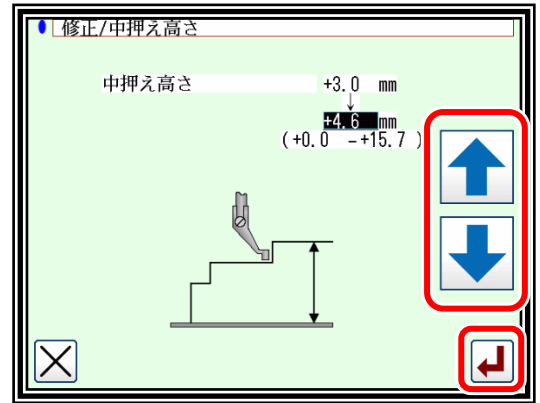 修正/中押え高さ
中押え高さ +3.0 mm
↓
+4.6 mm
(+0.0 -+15.7 )